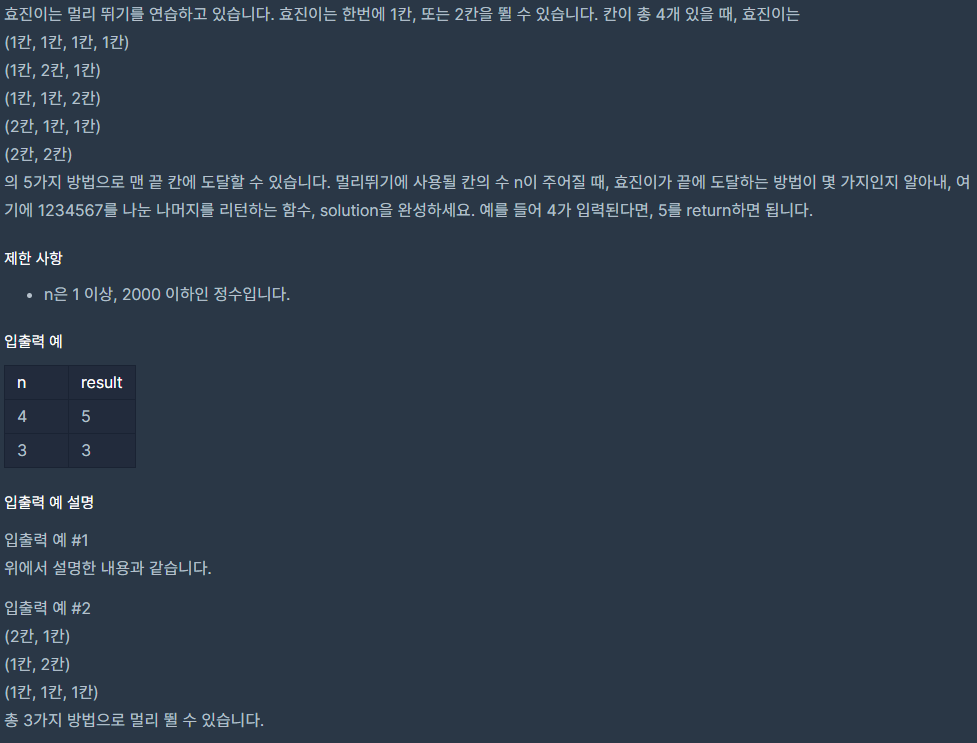 효진이는 멀리 뛰기를 연습하고 있습니다. 효진이는 한번에 1칸, 또는 2칸을 뛸 수 있습니다. 칸이 총 4개 있을 때, 효진이는
(1칸, 1칸, 1칸, 1칸)
(1칸, 2칸, 1칸)
(1칸, 1칸, 2칸)
(2칸, 1칸, 1칸)
(2칸, 2칸)
의 5가지 방법으로 맨 끝 칸에 도달할 수 있습니다. 멀리뛰기에 사용될 칸의 수 n이 주어질 때, 효진이가 끝에 도달하는 방법이 몇 가지인지 알아내, 여
기에 1234567를 나눈 나머지를 리턴하는 함수, solution을 완성하세요. 예를 들어 4가 입력된다면, 5를 return하면 됩니다.
제한 사항
• n은 1 이상, 2000 이하인 정수입니다.
입출력 예
n result
4 5
3 3
입출력 예 설명
입출력 예 #1
위에서 설명한 내용과 같습니다.
입출력 예 #2
(2칸, 1칸)
(1칸, 2칸)
(1칸, 1칸, 1칸)
총 3가지 방법으로 멀리 뛸 수 있습니다.